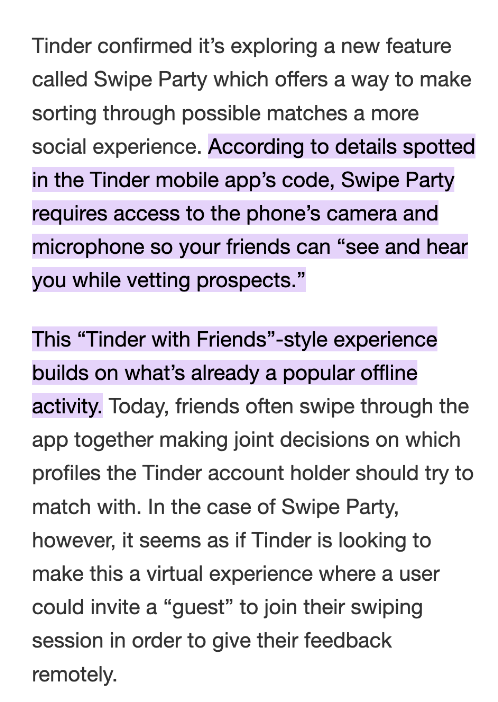 Tinder confirmed it’s exploring a new feature
called Swipe Party which offers a way to make
sorting through possible matches a more
social experience. According to details spotted
in the Tinder mobile app’s code, Swipe Party
requires access to the phone’s camera and
microphone so your friends can “see and hear
you while vetting prospects.”
This “Tinder with Friends”-style experience
builds on what’s already a popular offline
activity. Today, friends often swipe through the
app together making joint decisions on which
profiles the Tinder account holder should try to
match with. In the case of Swipe Party,
however, it seems as if Tinder is looking to
make this a virtual experience where a user
could invite a “guest” to join their swiping
session in order to give their feedback
remotely.